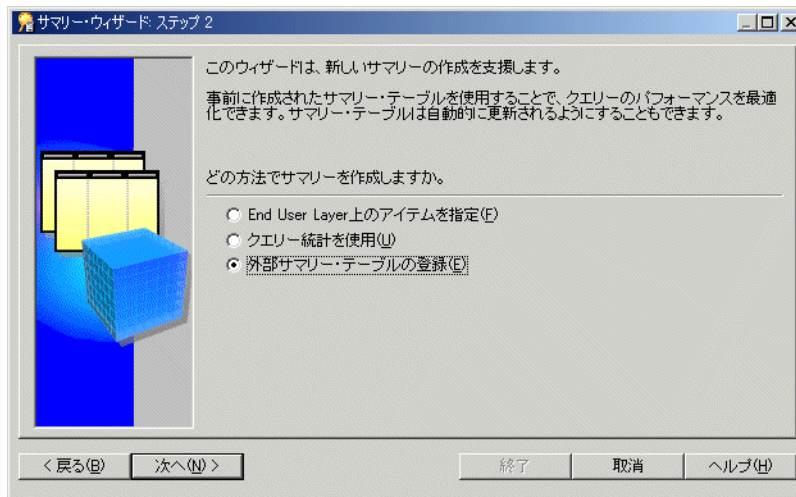 サマリー・ウィザード: ステップ 2
このウィザードは、新しいサマリーの作成を支援します。
事前に作成されたサマリー・テーブルを使用することで、クエリーのパフォーマンスを最適
化できます。サマリー・テーブルは自動的に更新されるようにすることもできます。
どの方法でサマリーを作成しますか。
End User Layer上のアイテムを指定(F)
クエリー統計を使用(U)
外部サマリー・テーブルの登録(E)
< 戻る(B)
次へ(N) >
終了
取消
ヘルプ(H)